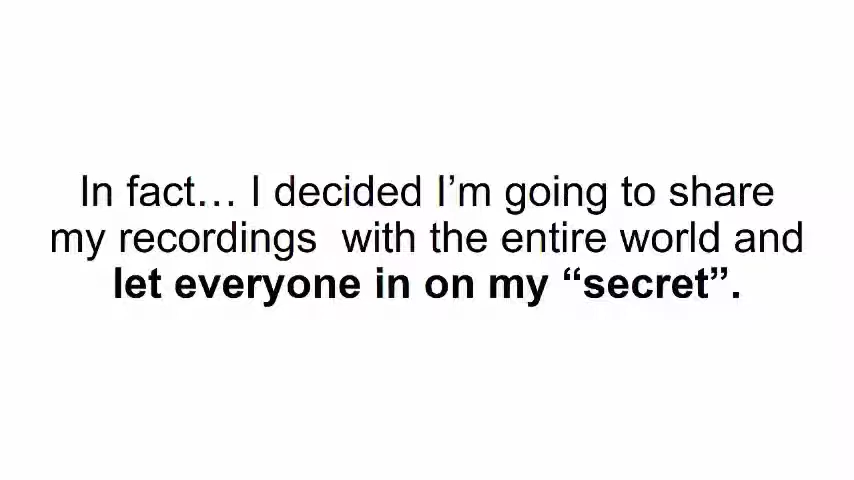 In fact… I decided I’m going to share
my recordings  with the entire world and
let everyone in on my “secret”.